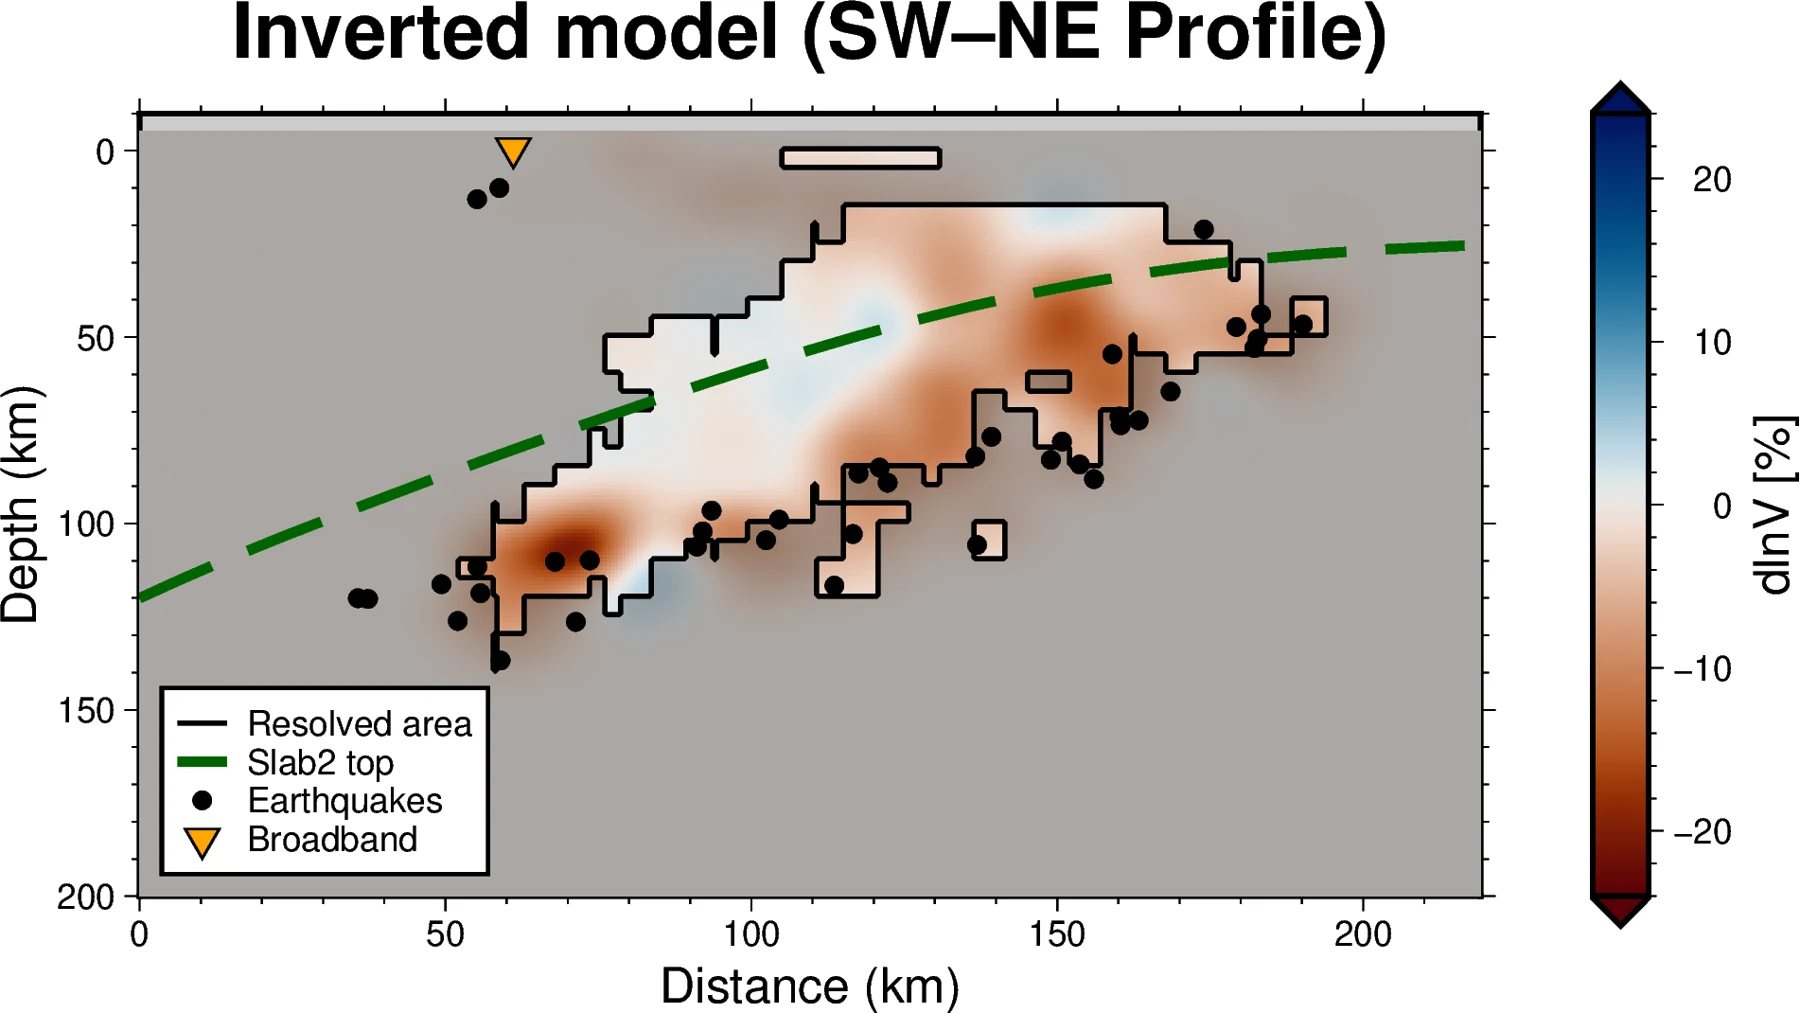 Inverted model (SW–NE Profile)
0
50
100
150
200
Depth (km)
Resolved area
Slab2 top
Earthquakes
Broadband
0
50
100
150
200
Distance (km)
20
10
0
−10
−20
dlnV [%]